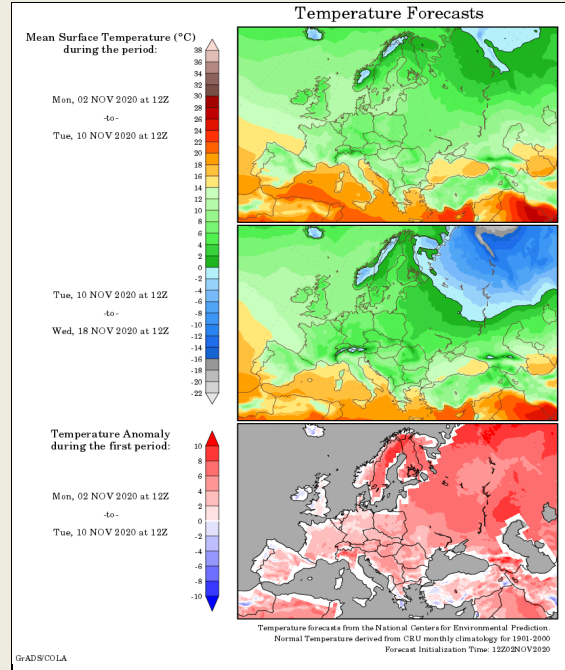 Temperature Forecasts
Mean Surface Temperature (°C)
during the period:
Mon, 02 NOV 2020 at 12Z
-to-
Tue, 10 NOV 2020 at 12Z
38
36
34
32
30
28
26
24
22
20
18
16
14
12
10
8
6
4
2
0
-2
-4
-6
-8
-10
-12
-14
-16
-18
-20
-22
Tue, 10 NOV 2020 at 12Z
-to-
Wed, 18 NOV 2020 at 12Z
Temperature Anomaly
during the first period:
Mon, 02 NOV 2020 at 12Z
-to-
Tue, 10 NOV 2020 at 12Z
10
8
6
4
2
0
-2
-4
-6
-8
-10
Temperature forecasts from the National Centers for Environmental Prediction.
Normal Temperature derived from CRU monthly climatology for 1901-2000
Forecast Initialization Time: 12Z02NOV2020
GrADS/COLA